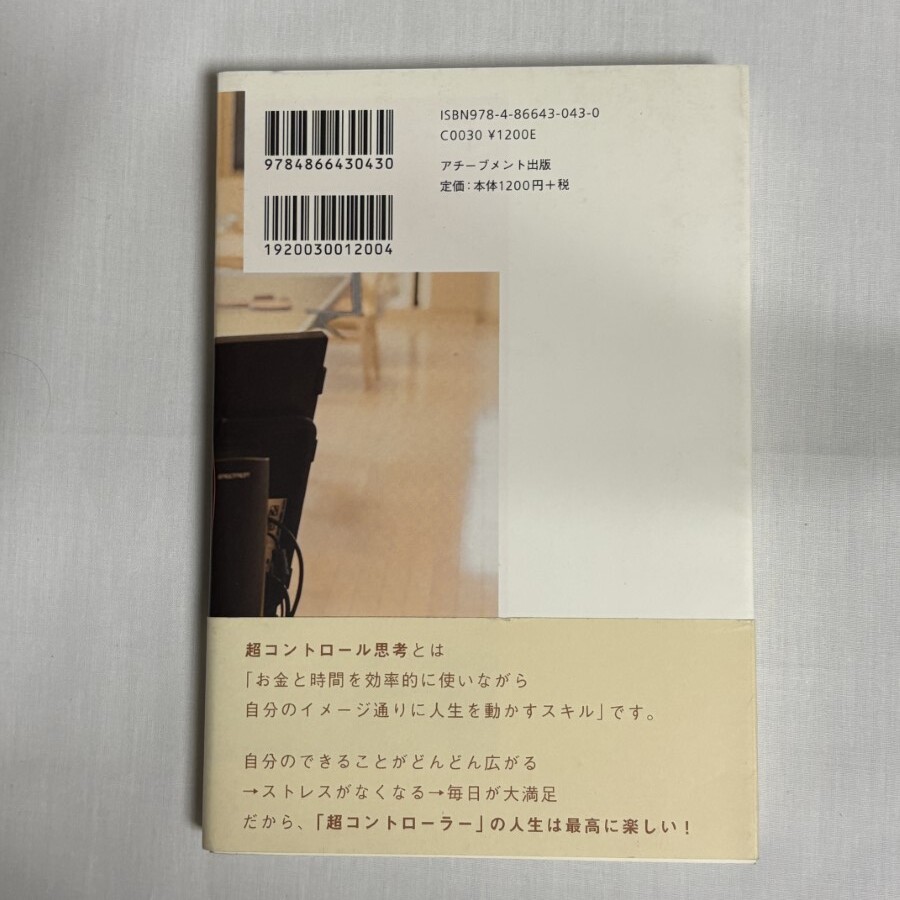 ISBN978-4-86643-043-0
C0030 ¥1200E
9784866430430
アチーブメント出版
定価：本体1200円＋税
1920030012004
超コントロール思考とは
「お金と時間を効率的に使いながら
自分のイメージ通りに人生を動かすスキル」です。
自分のできることがどんどん広がる
→ストレスがなくなる→毎日が大満足
だから、「超コントローラー」の人生は最高に楽しい！